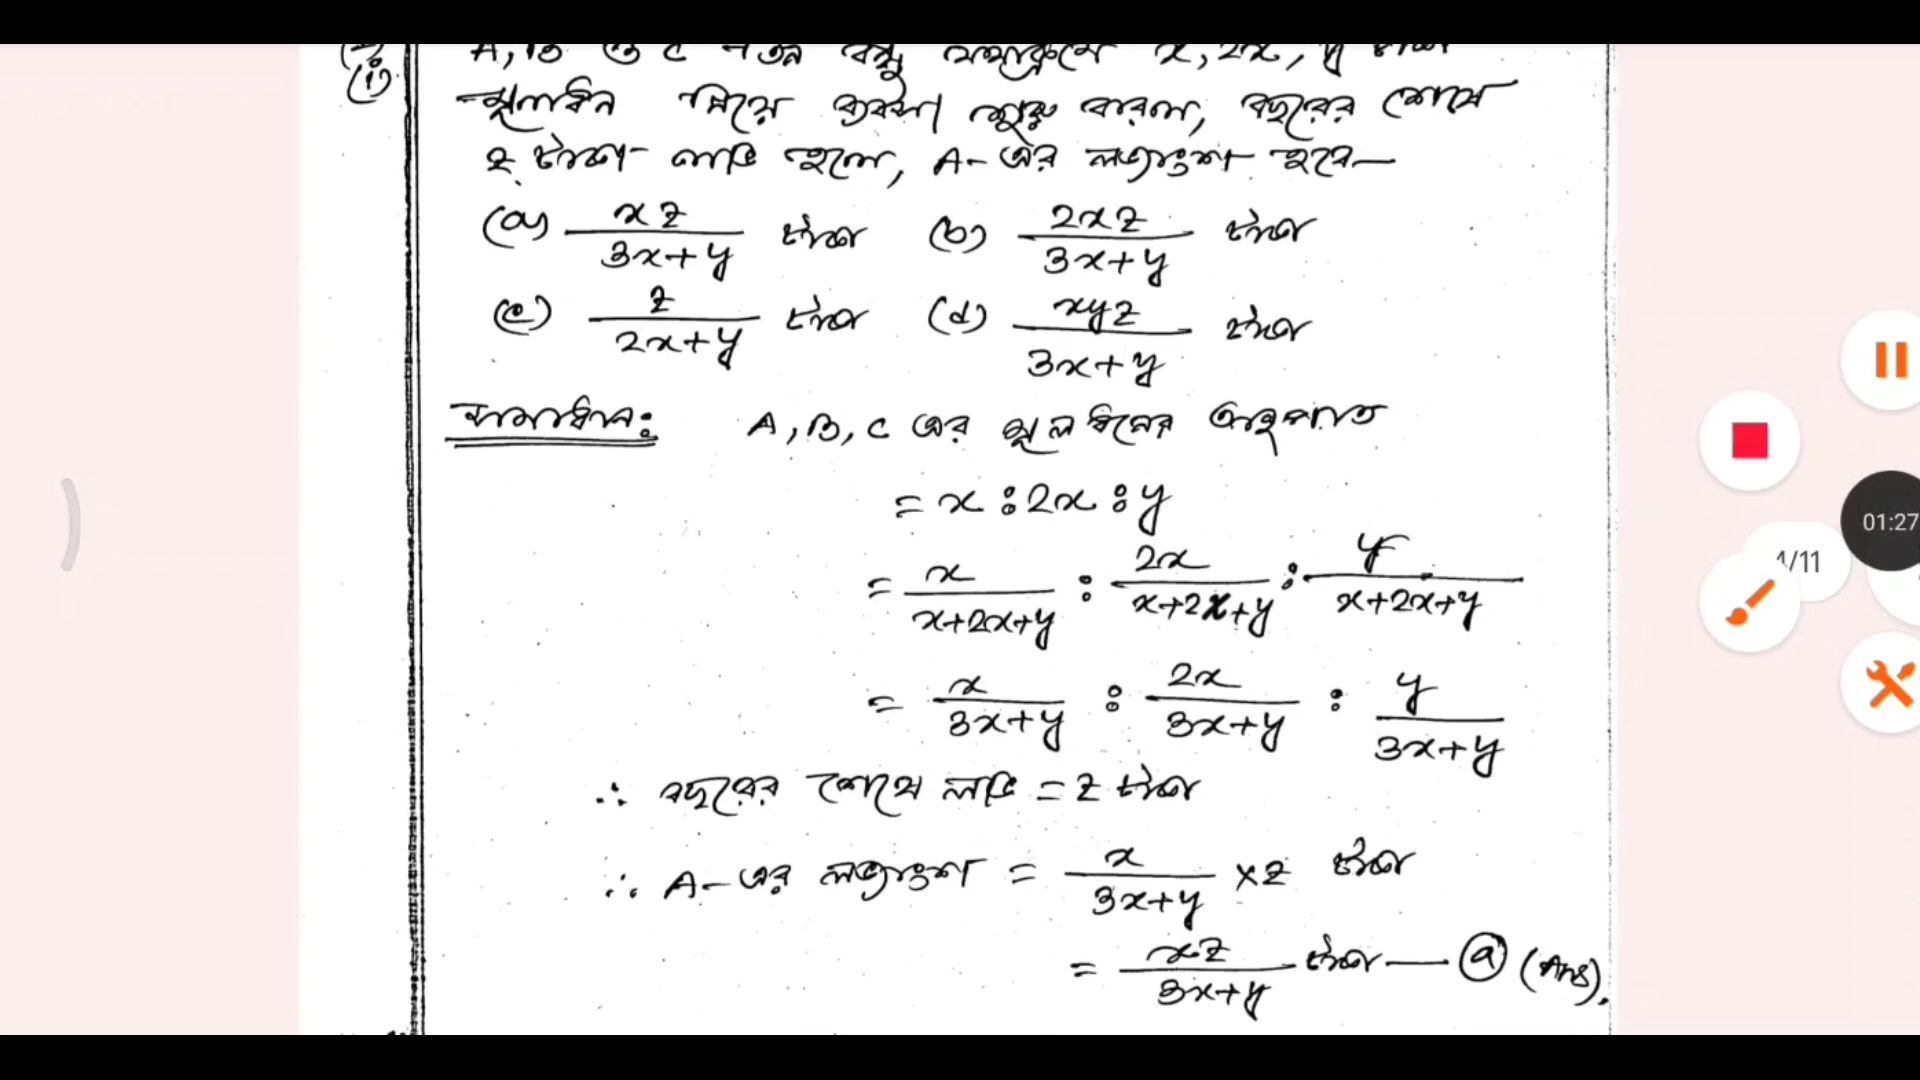 (i) A, B ও C তিন বন্ধু যথাক্রমে x, 2x, y টাকা
মূলধন নিয়ে ব্যবসা শুরু করল, বছরের শেষে
z টাকা লাভ হলে, A-এর লভ্যাংশ হবে—
(a) xz/3x+y টাকা (b) 2xz/3x+y টাকা
(c) z/2x+y টাকা (d) xyz/3x+y টাকা
সমাধান: A, B, C এর মূলধনের অনুপাত
= x : 2x : y
= x/x+2x+y : 2x/x+2x+y : y/x+2x+y
= x/3x+y : 2x/3x+y : y/3x+y
∴ বছরের শেষে লাভ = z টাকা
∴ A-এর লভ্যাংশ = x/3x+y × z টাকা
= xz/3x+y টাকা — ⓐ (Ans).
01:27
4/11